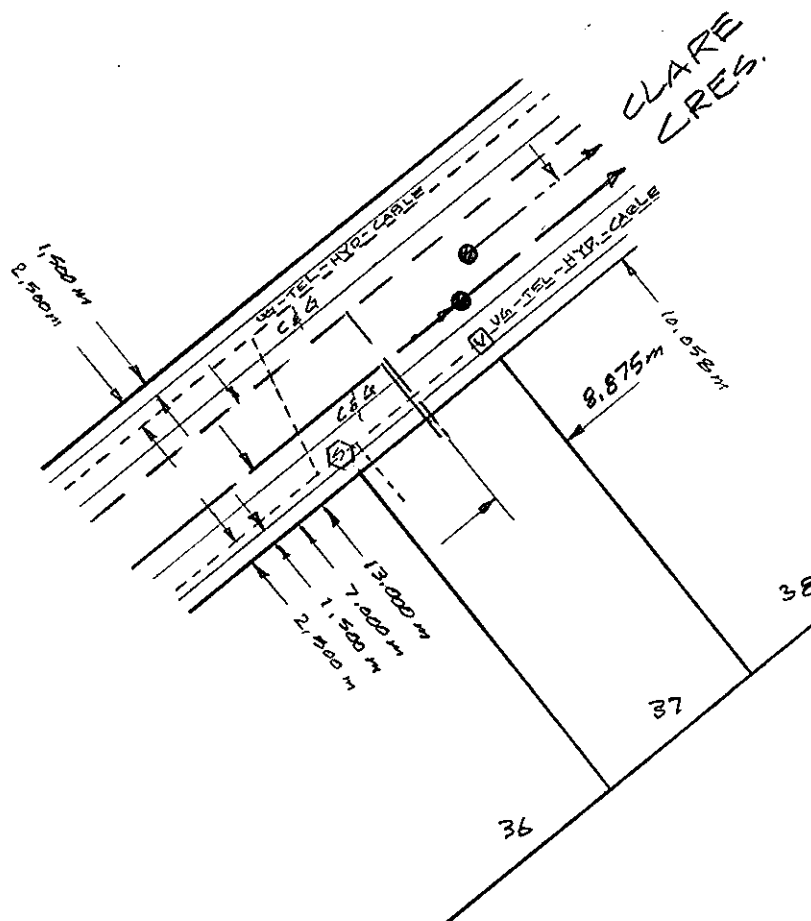 CLARE
CRES.
1,500 m
2,500 m
UG-TEL-HYD-CABLE
C&G
UG-TEL-HYD-CABLE
V
10,058 m
8,875 m
C&G
S
13,000 m
7,000 m
1,500 m
2,500 m
38
37
36